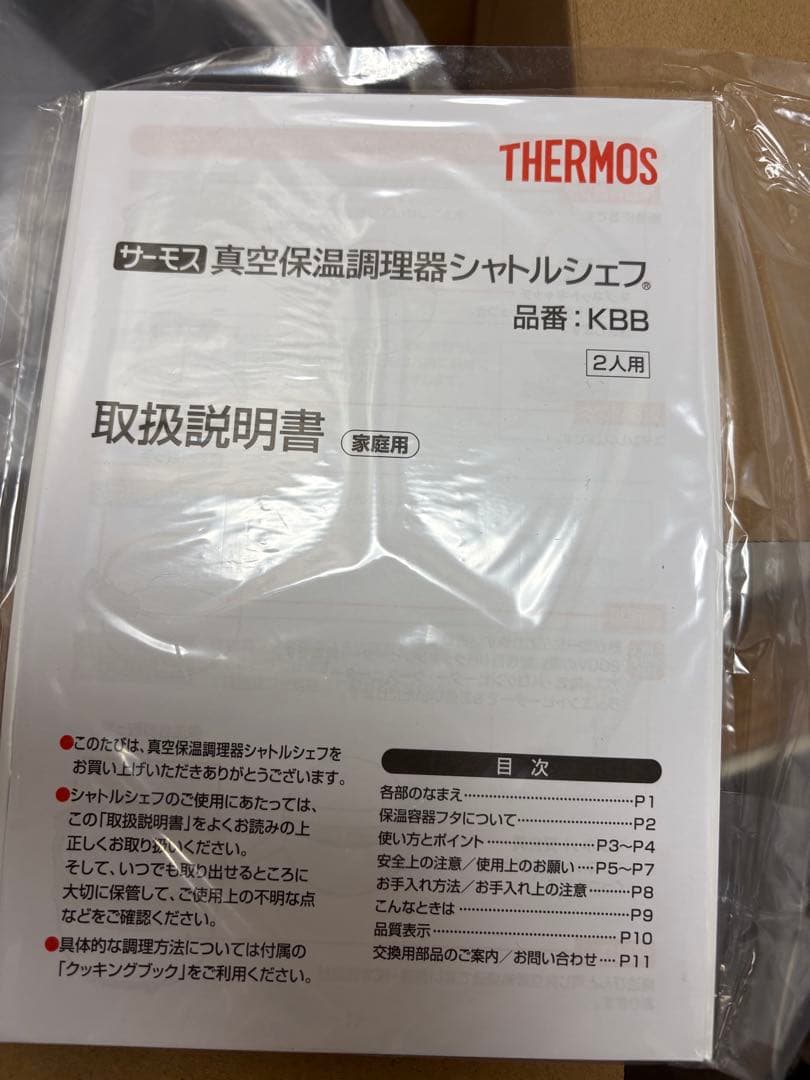 THERMOS
サーモス 真空保温調理器シャトルシェフ®
品番:KBB
2人用
取扱説明書 家庭用
●このたびは、真空保温調理器シャトルシェフを
お買い上げいただきありがとうございます。
●シャトルシェフのご使用にあたっては、
この「取扱説明書」をよくお読みの上
正しくお取り扱いください。
そして、いつでも取り出せるところに
大切に保管して、ご使用上の不明な点
などをご確認ください。
●具体的な調理方法については付属の
「クッキングブック」をご利用ください。
目次
各部のなまえ……………………………P1
保温容器フタについて…………………P2
使い方とポイント…………………P3〜P4
安全上の注意/使用上のお願い…P5〜P7
お手入れ方法/お手入れ上の注意………P8
こんなときは……………………………P9
品質表示…………………………………P10
交換用部品のご案内/お問い合わせ…P11